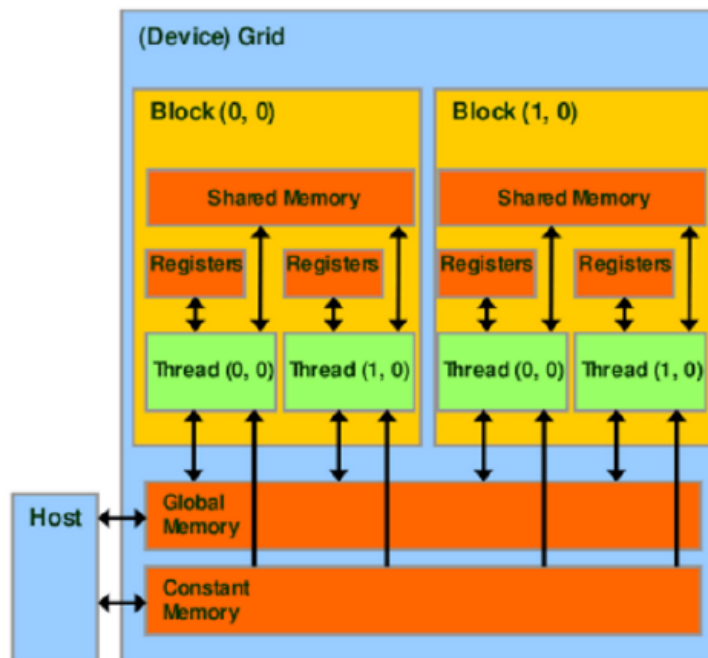 (Device) Grid
Block (0, 0)
Block (1, 0)
Shared Memory
Shared Memory
Registers
Registers
Registers
Registers
Thread (0, 0)
Thread (1, 0)
Thread (0, 0)
Thread (1, 0)
Host
Global
Memory
Constant
Memory